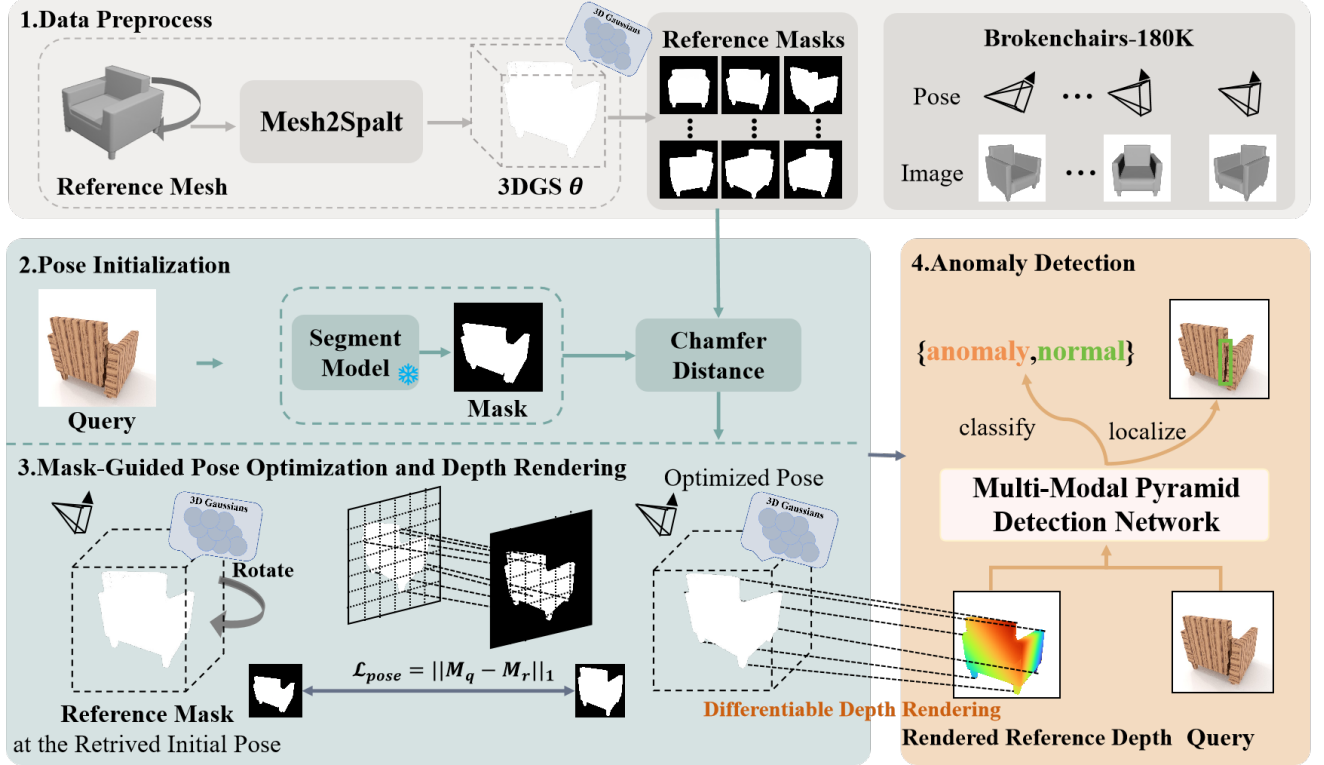 1.Data Preprocess
3D Gaussians
Reference Masks
Brokenchairs-180K
Pose
...
Mesh2Spalt
Image
...
Reference Mesh
3DGS θ
2.Pose Initialization
Segment
Model
Mask
Query
Chamfer
Distance
3.Mask-Guided Pose Optimization and Depth Rendering
3D Gaussians
Rotate
Optimized Pose
3D Gaussians
ℒpose = ||Mq − Mr||1
Reference Mask
at the Retrived Initial Pose
Differentiable Depth Rendering
4.Anomaly Detection
{anomaly,normal}
classify
localize
Multi-Modal Pyramid
Detection Network
Rendered Reference Depth
Query